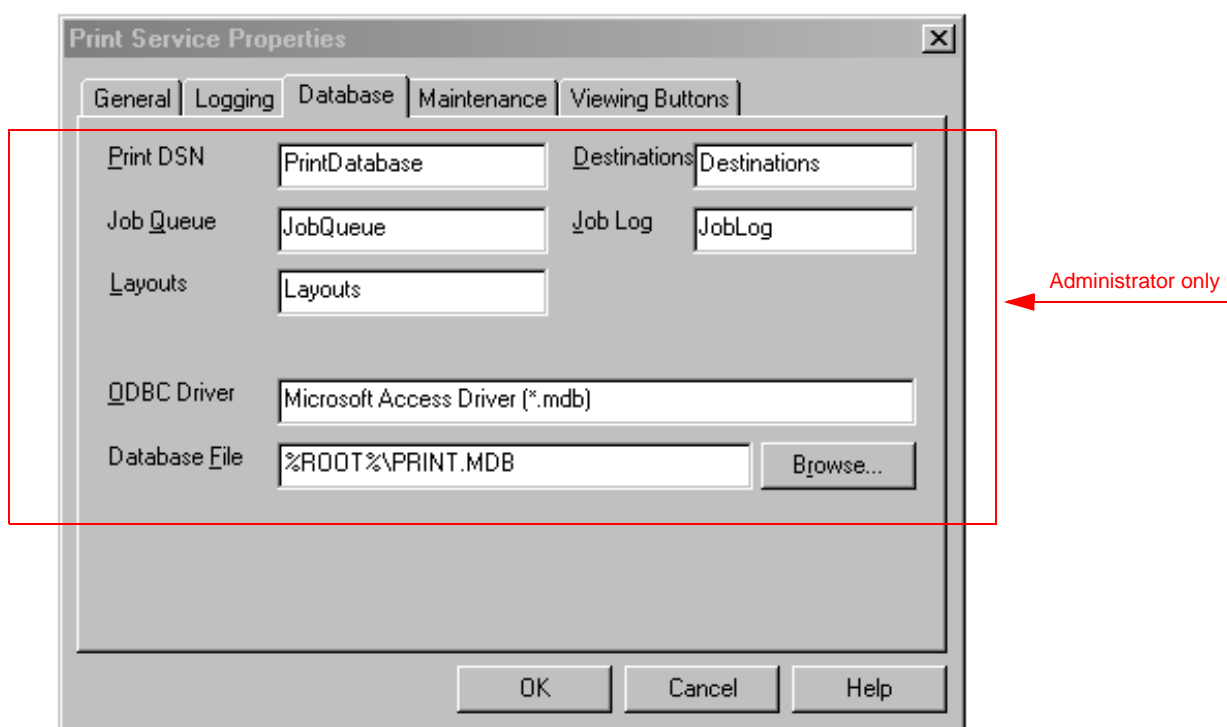 Print Service Properties
General Logging Database Maintenance Viewing Buttons
Print DSN PrintDatabase Destinations Destinations
Job Queue JobQueue Job Log JobLog
Layouts Layouts
Administrator only
ODBC Driver Microsoft Access Driver (*.mdb)
Database File %ROOT%\PRINT.MDB Browse...
OK Cancel Help